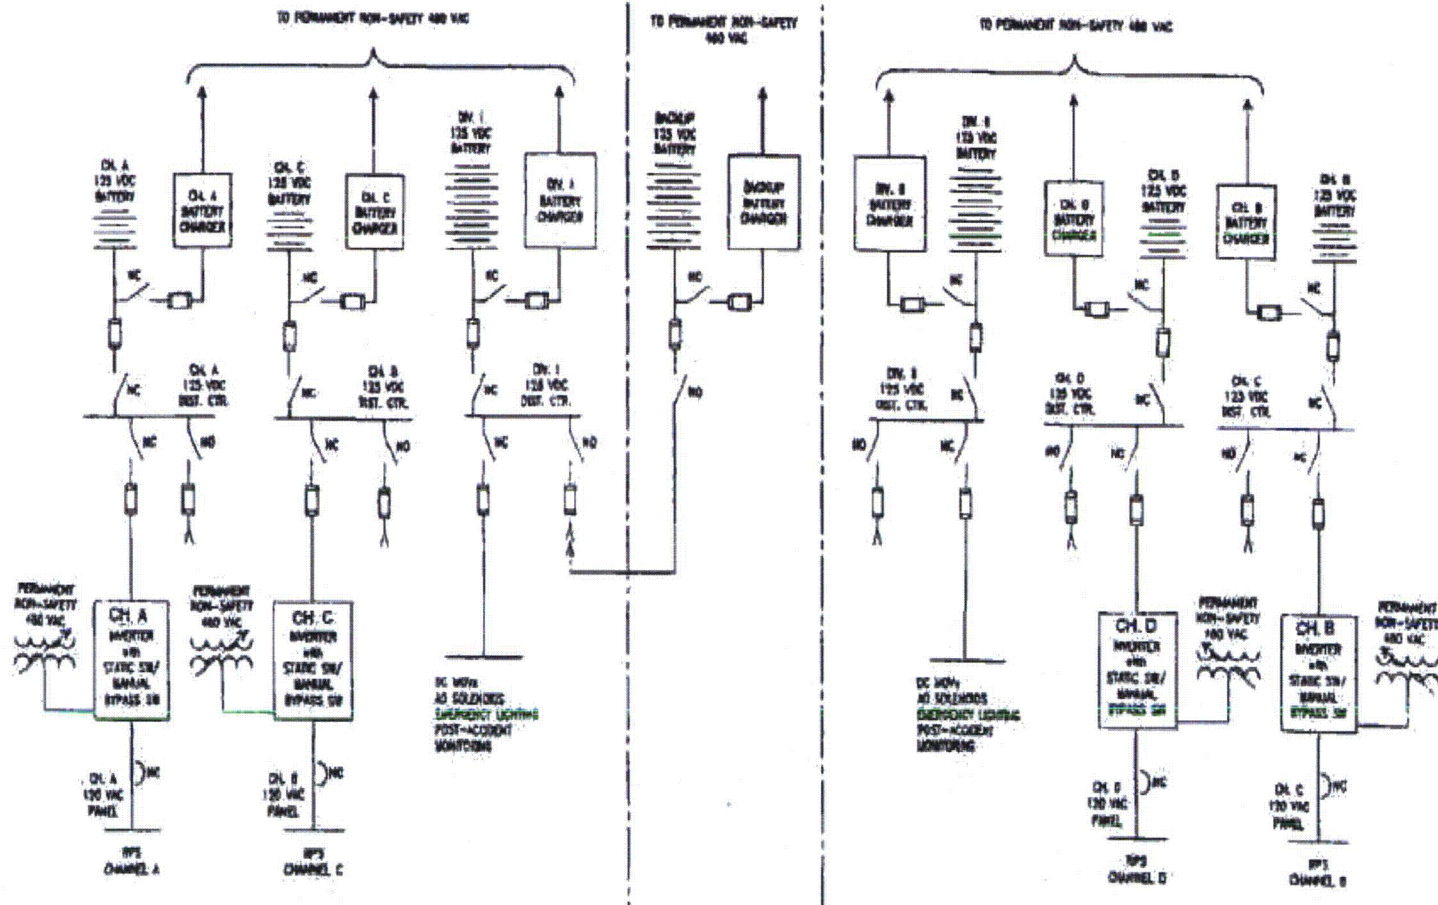 TO PERMANENT NON-SAFETY 480 VAC
TO PERMANENT NON-SAFETY
480 VAC
TO PERMANENT NON-SAFETY 480 VAC
CH. A
125 VDC
BATTERY
CH. A
BATTERY
CHARGER
CH. C
125 VDC
BATTERY
CH. C
BATTERY
CHARGER
DIV. I
125 VDC
BATTERY
DIV. I
BATTERY
CHARGER
BACKUP
125 VDC
BATTERY
BACKUP
BATTERY
CHARGER
DIV. II
BATTERY
CHARGER
DIV. II
125 VDC
BATTERY
CH. D
BATTERY
CHARGER
CH. D
125 VDC
BATTERY
CH. B
BATTERY
CHARGER
CH. B
125 VDC
BATTERY
NC
NC
NC
NO
NC
NC
NC
NC
CH. A
125 VDC
DIST. CTR.
NC
CH. B
125 VDC
DIST. CTR.
NC
DIV. I
125 VDC
DIST. CTR.
NO
DIV. II
125 VDC
DIST. CTR.
NC
CH. D
125 VDC
DIST. CTR.
NC
CH. C
125 VDC
DIST. CTR.
NC
NC
NO
NC
NO
NC
NO
NO
NC
NO
NC
NO
NC
PERMANENT
NON-SAFETY
480 VAC
CH. A
INVERTER
with
STATIC SW/
MANUAL
BYPASS SW
PERMANENT
NON-SAFETY
480 VAC
CH. C
INVERTER
with
STATIC SW/
MANUAL
BYPASS SW
DC MOVs
AO SOLENOIDS
EMERGENCY LIGHTING
POST-ACCIDENT
MONITORING
DC MOVs
AO SOLENOIDS
EMERGENCY LIGHTING
POST-ACCIDENT
MONITORING
CH. D
INVERTER
with
STATIC SW/
MANUAL
BYPASS SW
PERMANENT
NON-SAFETY
480 VAC
CH. B
INVERTER
with
STATIC SW/
MANUAL
BYPASS SW
PERMANENT
NON-SAFETY
480 VAC
CH. A
120 VAC
PANEL
NC
CH. B
120 VAC
PANEL
NC
CH. D
120 VAC
PANEL
NC
CH. C
120 VAC
PANEL
NC
RPS
CHANNEL A
RPS
CHANNEL C
RPS
CHANNEL D
RPS
CHANNEL B